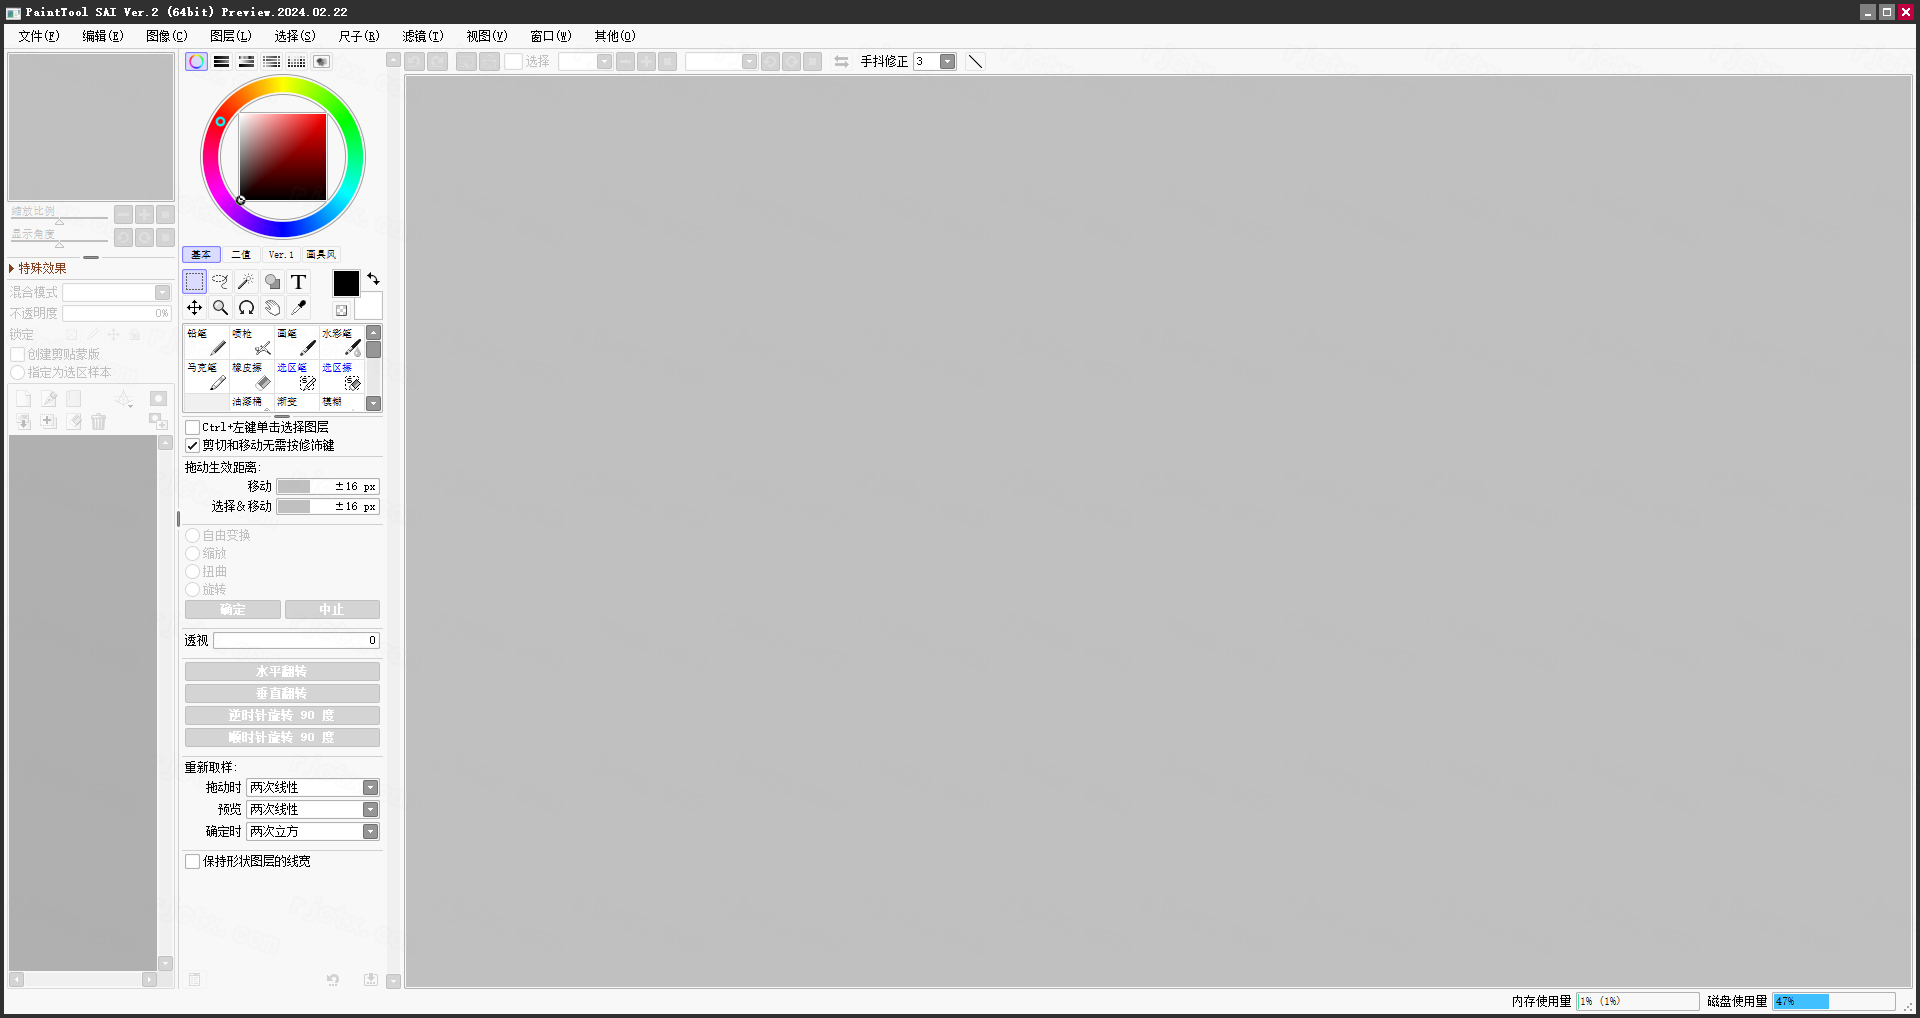 PaintTool SAI Ver.2 (64bit) Preview.2024.02.22
文件(F) 编辑(E) 图像(C) 图层(L) 选择(S) 尺子(R) 滤镜(T) 视图(V) 窗口(W) 其他(O)
选择 手抖修正 3
缩放比例
显示角度
特殊效果
混合模式
不透明度 0%
锁定
创建剪贴蒙版
指定为选区样本
基本 二值 Ver.1 画具风
T
铅笔 喷枪 画笔 水彩笔
马克笔 橡皮擦 选区笔 选区擦
油漆桶 渐变 模糊
Ctrl+左键单击选择图层
剪切和移动无需按修饰键
拖动生效距离:
移动 ±16 px
选择&移动 ±16 px
自由变换
缩放
扭曲
旋转
确定 中止
透视 0
水平翻转
垂直翻转
逆时针旋转 90 度
顺时针旋转 90 度
重新取样:
拖动时 两次线性
预览 两次线性
确定时 两次立方
保持形状图层的线宽
内存使用量 1% (1%) 磁盘使用量 47%